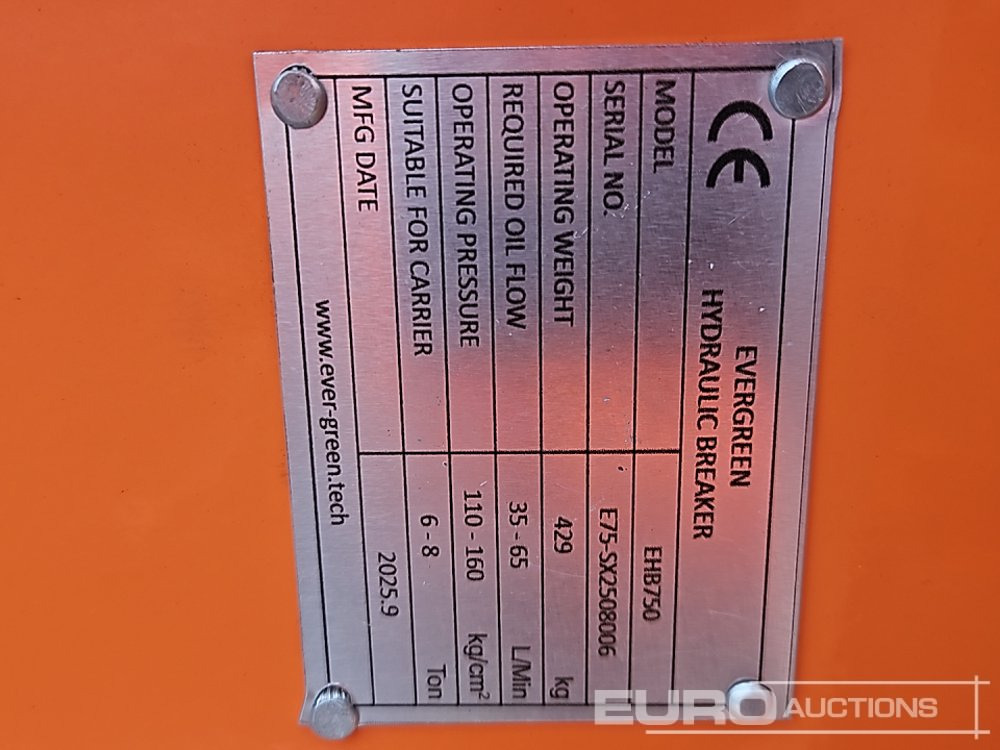 CE
EVERGREEN
HYDRAULIC BREAKER
MODEL EHB750
SERIAL NO. E75-SX2508006
OPERATING WEIGHT 429 kg
REQUIRED OIL FLOW 35 - 65 L/Min
OPERATING PRESSURE 110 - 160 kg/cm²
SUITABLE FOR CARRIER 6 - 8 Ton
MFG DATE 2025.9
www.ever-green.tech
EURO AUCTIONS